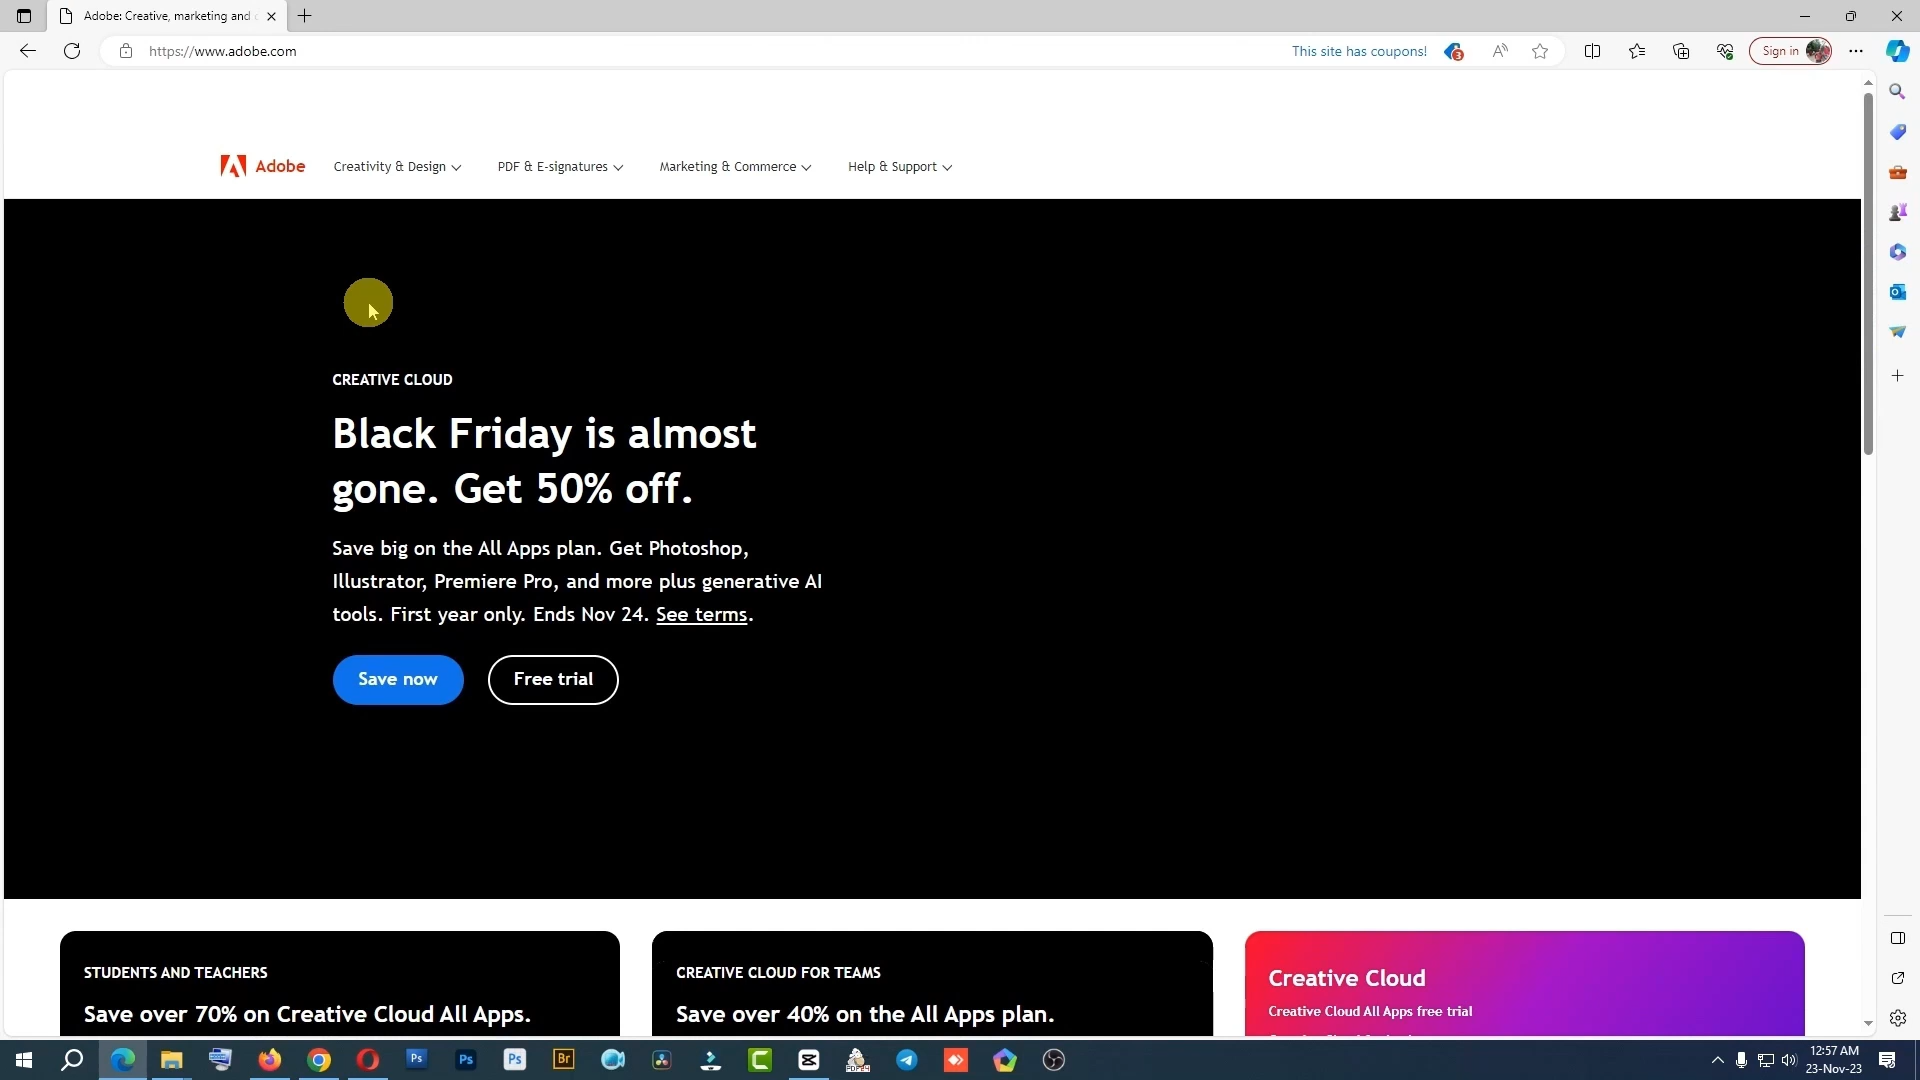 Adobe: Creative, marketing and
https://www.adobe.com
This site has coupons!
3
Sign in
Adobe
Creativity & Design
PDF & E-signatures
Marketing & Commerce
Help & Support
CREATIVE CLOUD
Black Friday is almost
gone. Get 50% off.
Save big on the All Apps plan. Get Photoshop,
Illustrator, Premiere Pro, and more plus generative AI
tools. First year only. Ends Nov 24. See terms.
Save now
Free trial
STUDENTS AND TEACHERS
Save over 70% on Creative Cloud All Apps.
CREATIVE CLOUD FOR TEAMS
Save over 40% on the All Apps plan.
Creative Cloud
Creative Cloud All Apps free trial
Ps
Ps
Ps
Br
12:57 AM
23-Nov-23